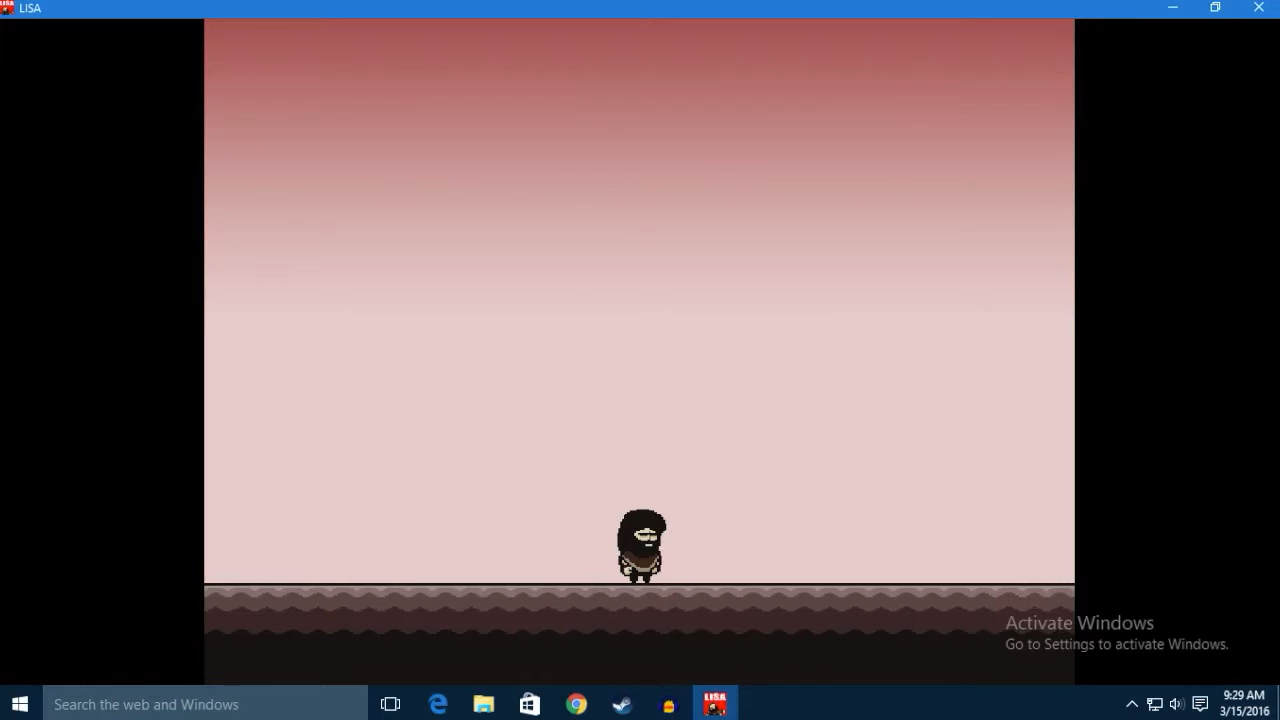 LISA
Activate Windows
Go to Settings to activate Windows.
Search the web and Windows
LISA
9:29 AM
3/15/2016